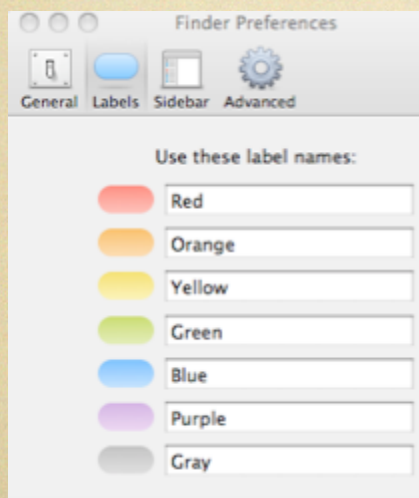 Finder Preferences
General Labels Sidebar Advanced
Use these label names:
Red
Orange
Yellow
Green
Blue
Purple
Gray